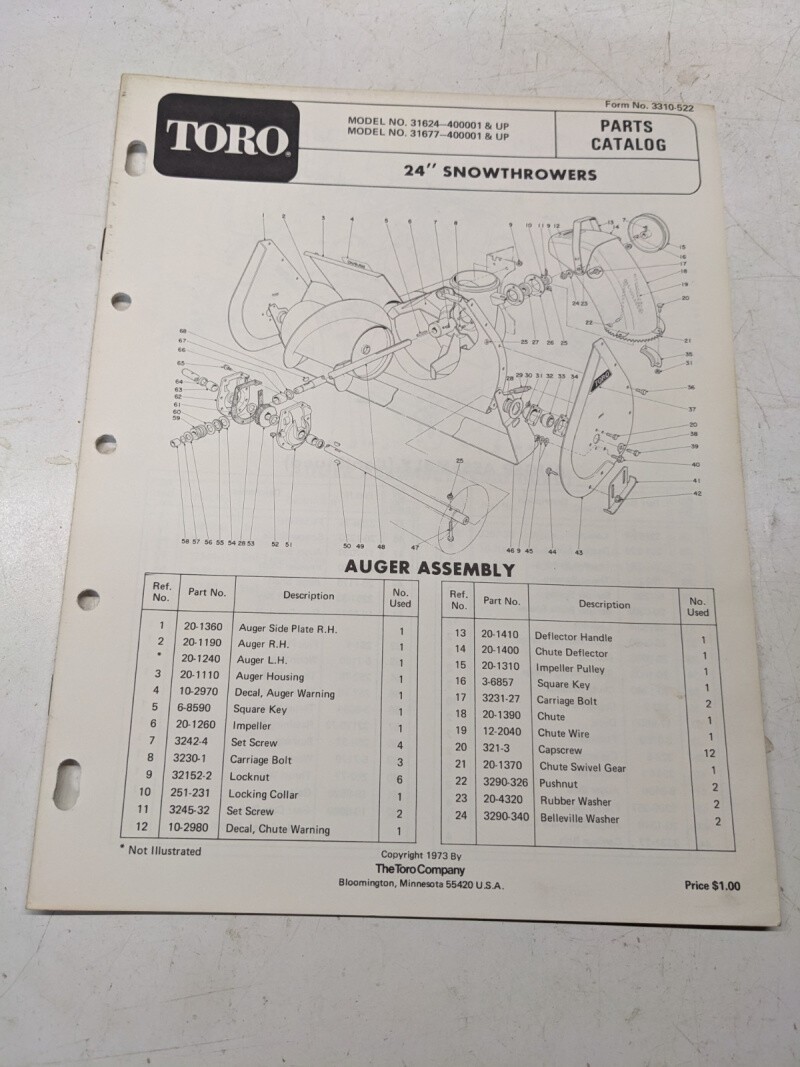 Form No. 3310-522
TORO®
MODEL NO. 31624—400001 & UP
MODEL NO. 31677—400001 & UP
PARTS
CATALOG
24" SNOWTHROWERS
TORO
AUGER ASSEMBLY
Ref. No. Part No. Description No. Used
1 20-1360 Auger Side Plate R.H. 1
2 20-1190 Auger R.H. 1
* 20-1240 Auger L.H. 1
3 20-1110 Auger Housing 1
4 10-2970 Decal, Auger Warning 1
5 6-8590 Square Key 1
6 20-1260 Impeller 1
7 3242-4 Set Screw 4
8 3230-1 Carriage Bolt 3
9 32152-2 Locknut 6
10 251-231 Locking Collar 1
11 3245-32 Set Screw 2
12 10-2980 Decal, Chute Warning 1
Ref. No. Part No. Description No. Used
13 20-1410 Deflector Handle 1
14 20-1400 Chute Deflector 1
15 20-1310 Impeller Pulley 1
16 3-6857 Square Key 1
17 3231-27 Carriage Bolt 2
18 20-1390 Chute 1
19 12-2040 Chute Wire 1
20 321-3 Capscrew 12
21 20-1370 Chute Swivel Gear 1
22 3290-326 Pushnut 2
23 20-4320 Rubber Washer 2
24 3290-340 Belleville Washer 2
* Not Illustrated
Copyright 1973 By
The Toro Company
Bloomington, Minnesota 55420 U.S.A.
Price $1.00